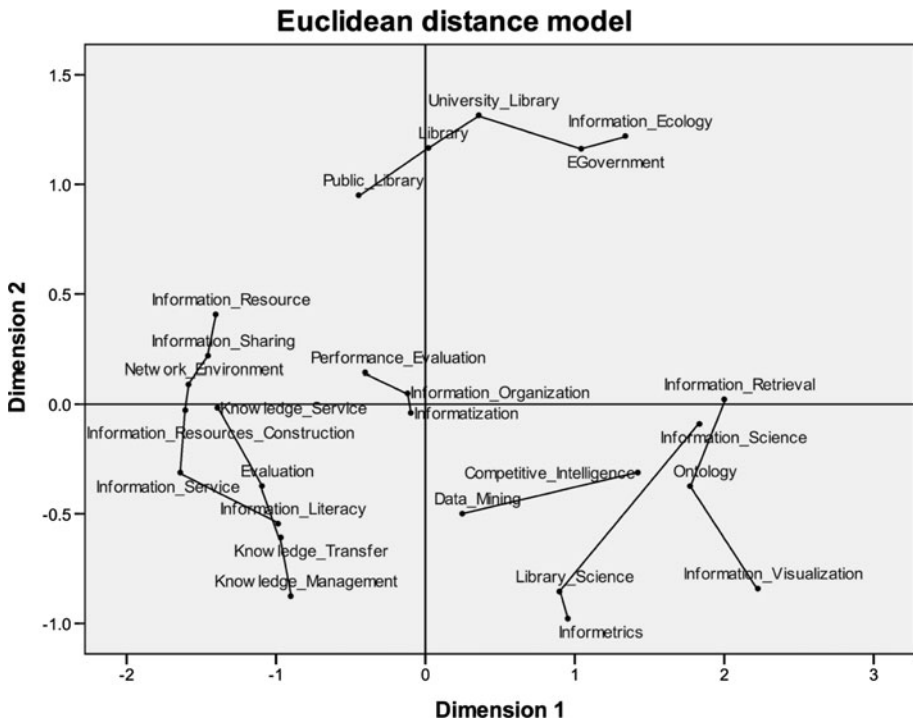 Euclidean distance model
1.5
University_Library
Information_Ecology
Library
EGovernment
Public_Library
1.0
0.5
Information_Resource
Information_Sharing
Network_Environment
Performance_Evaluation
Information_Organization
Information_Retrieval
0.0
Knowledge_Service
Informatization
Information_Resources_Construction
Information_Science
Evaluation
Competitive_Intelligence
Ontology
Information_Service
Data_Mining
-0.5
Information_Literacy
Knowledge_Transfer
Knowledge_Management
Library_Science
Information_Visualization
-1.0
Informetrics
Dimension 2
-2
-1
0
1
2
3
Dimension 1